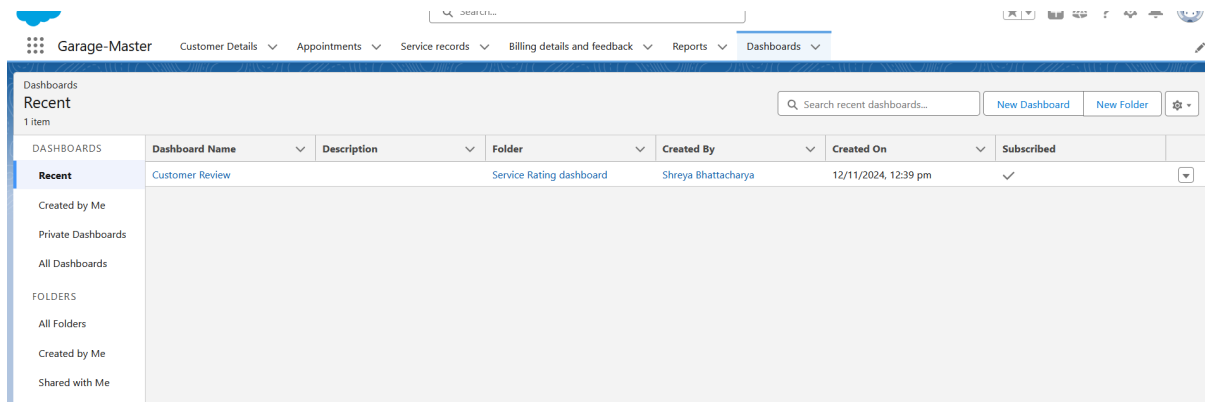 Search...
Garage-Master Customer Details Appointments Service records Billing details and feedback Reports Dashboards
Dashboards
Recent
1 item
Search recent dashboards...
New Dashboard New Folder
DASHBOARDS
Dashboard Name Description Folder Created By Created On Subscribed
Recent
Customer Review Service Rating dashboard Shreya Bhattacharya 12/11/2024, 12:39 pm
Created by Me
Private Dashboards
All Dashboards
FOLDERS
All Folders
Created by Me
Shared with Me